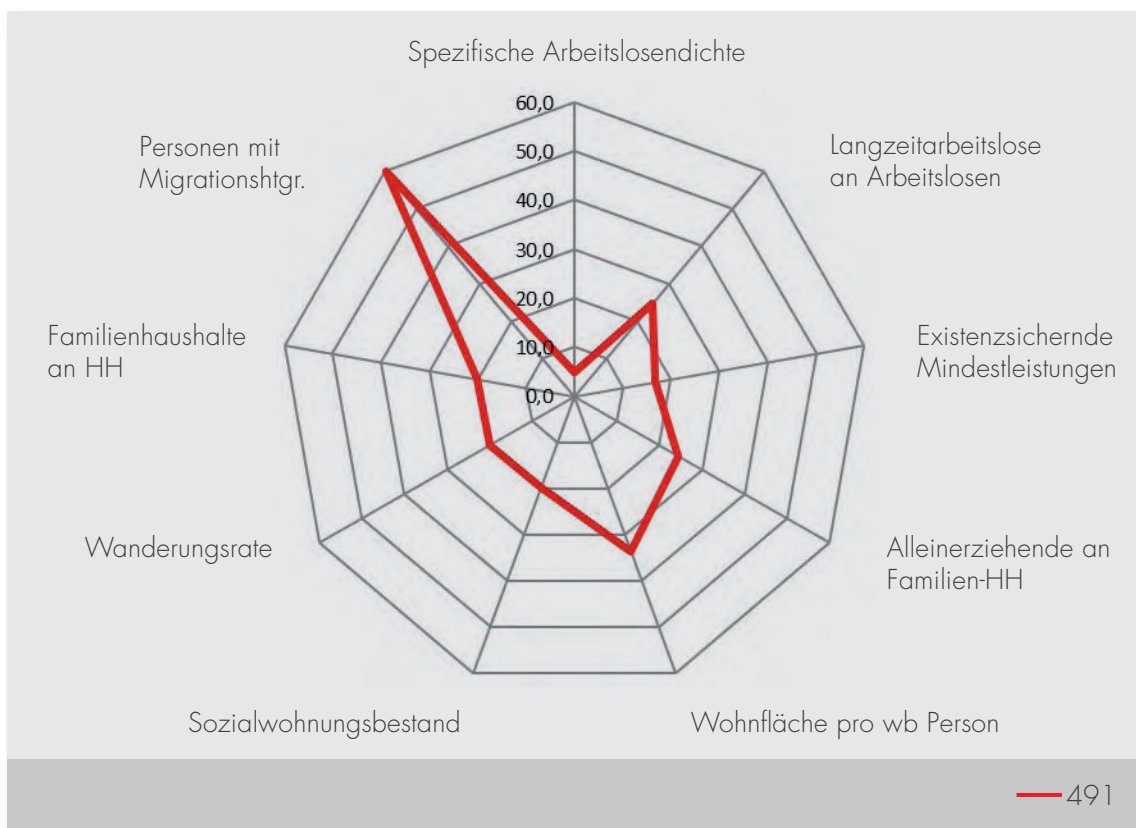 Spezifische Arbeitslosendichte
60,0
50,0
40,0
30,0
20,0
10,0
0,0
Langzeitarbeitslose
an Arbeitslosen
Existenzsichernde
Mindestleistungen
Alleinerziehende an
Familien-HH
Wohnfläche pro wb Person
Sozialwohnungsbestand
Wanderungsrate
Familienhaushalte
an HH
Personen mit
Migrationshtgr.
491